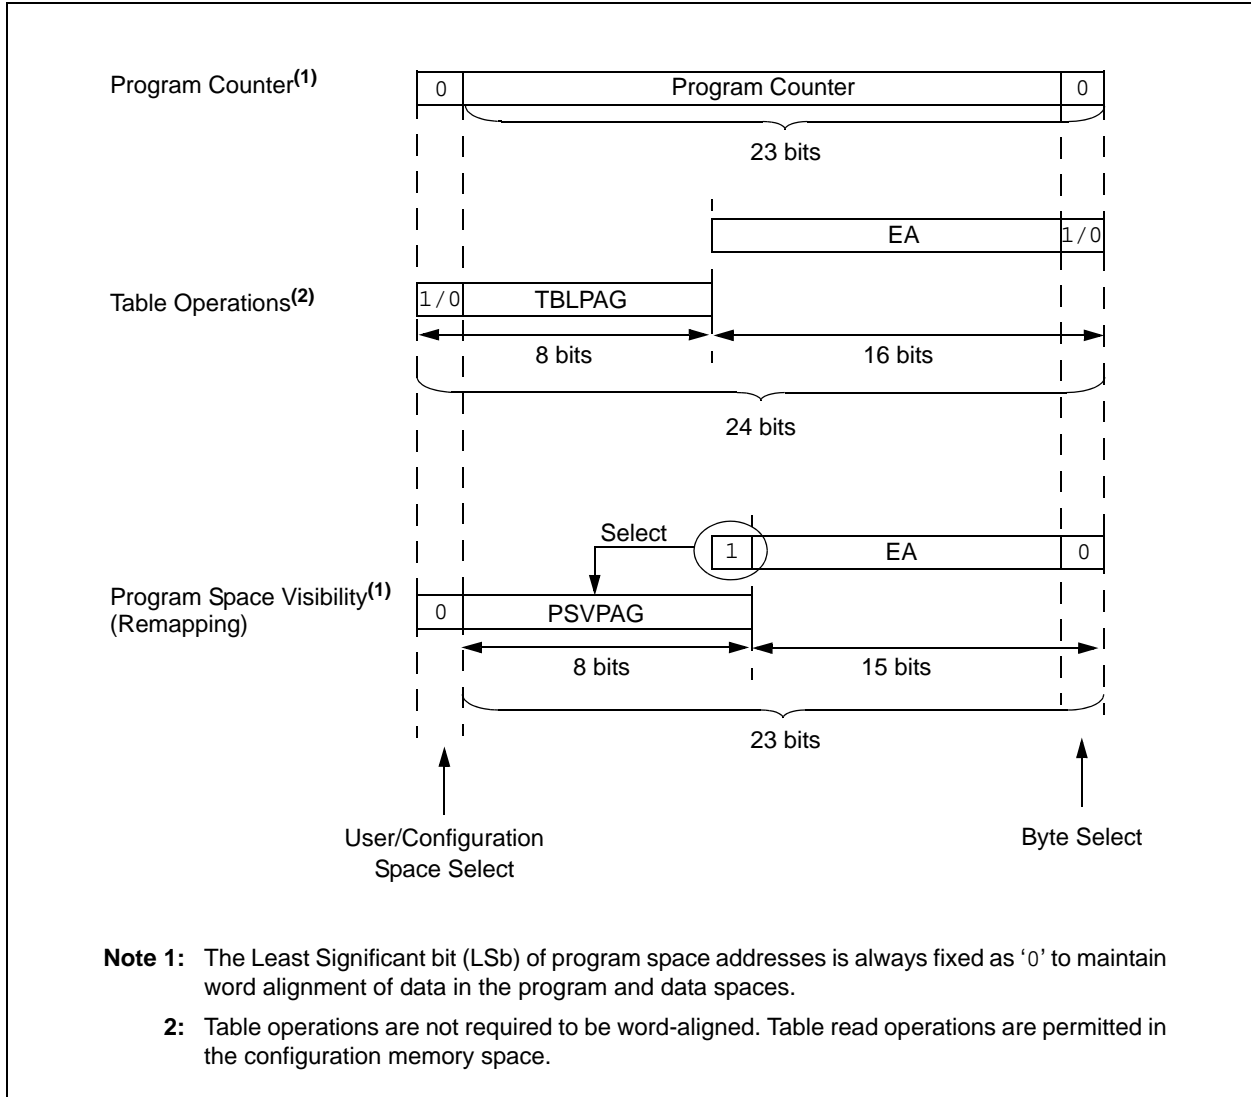 Program Counter(1)
0
Program Counter
0
23 bits
EA
1/0
Table Operations(2)
1/0
TBLPAG
8 bits
16 bits
24 bits
Select
1
EA
0
Program Space Visibility(1)
(Remapping)
0
PSVPAG
8 bits
15 bits
23 bits
User/Configuration
Space Select
Byte Select
Note 1: The Least Significant bit (LSb) of program space addresses is always fixed as ‘0’ to maintain
word alignment of data in the program and data spaces.
2: Table operations are not required to be word-aligned. Table read operations are permitted in
the configuration memory space.